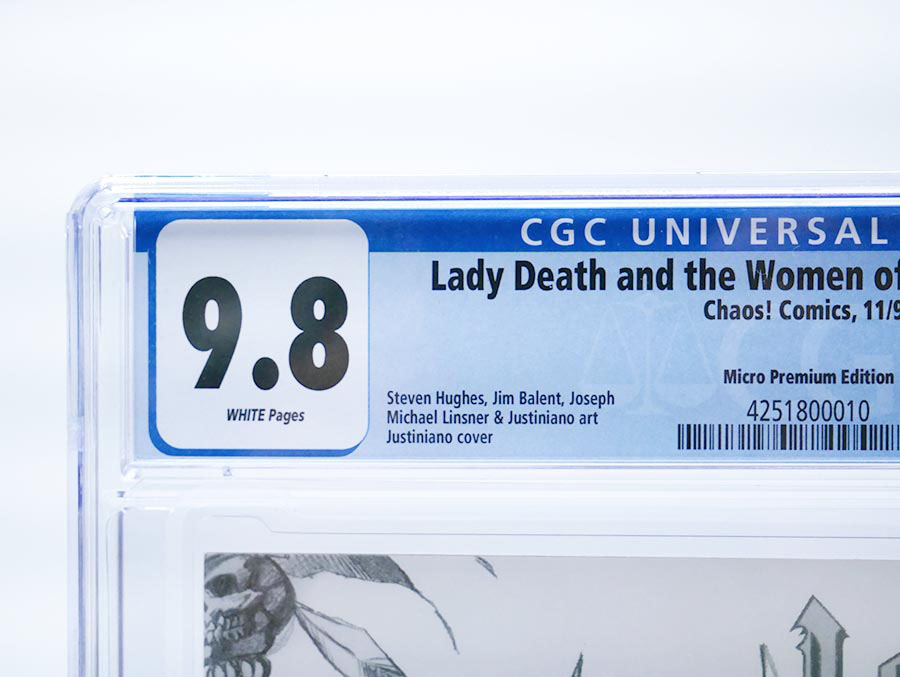 CGC UNIVERSAL
9.8
WHITE Pages
Lady Death and the Women of
Chaos! Comics, 11/9
Micro Premium Edition
Steven Hughes, Jim Balent, Joseph
Michael Linsner & Justiniano art
Justiniano cover
4251800010